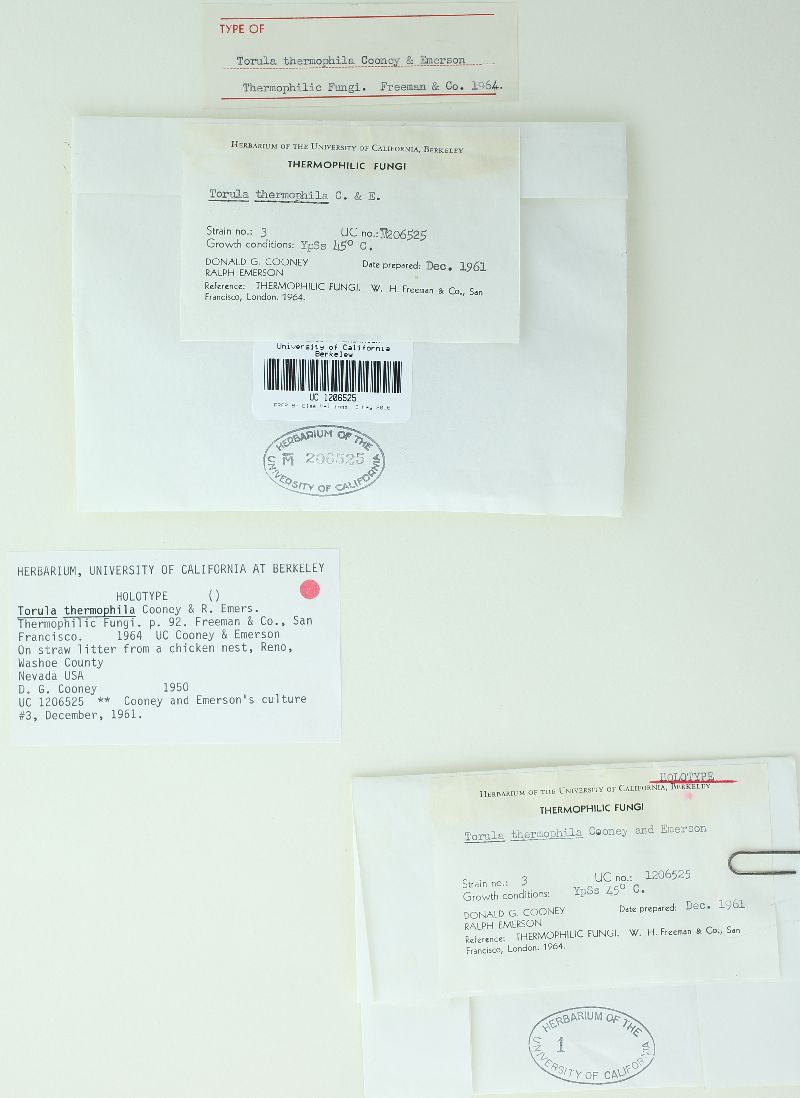 TYPE OF
Torula thermophila Cooney & Emerson
Thermophilic Fungi. Freeman & Co. 1964.
HERBARIUM OF THE UNIVERSITY OF CALIFORNIA, BERKELEY
THERMOPHILIC FUNGI
Torula thermophila C. & E.
Strain no.: 3 UC no.: M206525
Growth conditions: YpSs 45° C.
DONALD G. COONEY Date prepared: Dec. 1961
RALPH EMERSON
Reference: THERMOPHILIC FUNGI. W. H. Freeman & Co., San
Francisco, London. 1964.
University of California
Berkeley
UC 1206525
HERBARIUM OF THE
M 206525
UNIVERSITY OF CALIFORNIA
HERBARIUM, UNIVERSITY OF CALIFORNIA AT BERKELEY
HOLOTYPE ()
Torula thermophila Cooney & R. Emers.
Thermophilic Fungi. p. 92. Freeman & Co., San
Francisco. 1964 UC Cooney & Emerson
On straw litter from a chicken nest, Reno,
Washoe County
Nevada USA
D. G. Cooney 1950
UC 1206525 ** Cooney and Emerson's culture
#3, December, 1961.
HOLOTYPE
HERBARIUM OF THE UNIVERSITY OF CALIFORNIA, BERKELEY
THERMOPHILIC FUNGI
Torula thermophila Cooney and Emerson
Strain no.: 3 UC no.: 1206525
Growth conditions: YpSs 45° C.
DONALD G. COONEY Date prepared: Dec. 1961
RALPH EMERSON
Reference: THERMOPHILIC FUNGI. W. H. Freeman & Co., San
Francisco, London. 1964.
HERBARIUM OF THE
1
UNIVERSITY OF CALIFORNIA